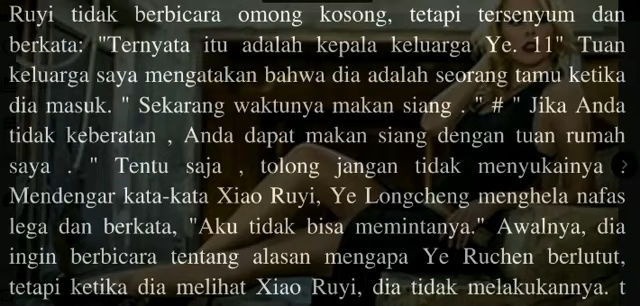 Ruyi tidak berbicara omong kosong, tetapi tersenyum dan
berkata: "Ternyata itu adalah kepala keluarga Ye. 11" Tuan
keluarga saya mengatakan bahwa dia adalah seorang tamu ketika
dia masuk. " Sekarang waktunya makan siang . " # " Jika Anda
tidak keberatan , Anda dapat makan siang dengan tuan rumah
saya . " Tentu saja , tolong jangan tidak menyukainya ?
Mendengar kata-kata Xiao Ruyi, Ye Longcheng menghela nafas
lega dan berkata, "Aku tidak bisa memintanya." Awalnya, dia
ingin berbicara tentang alasan mengapa Ye Ruchen berlutut,
tetapi ketika dia melihat Xiao Ruyi, dia tidak melakukannya. t